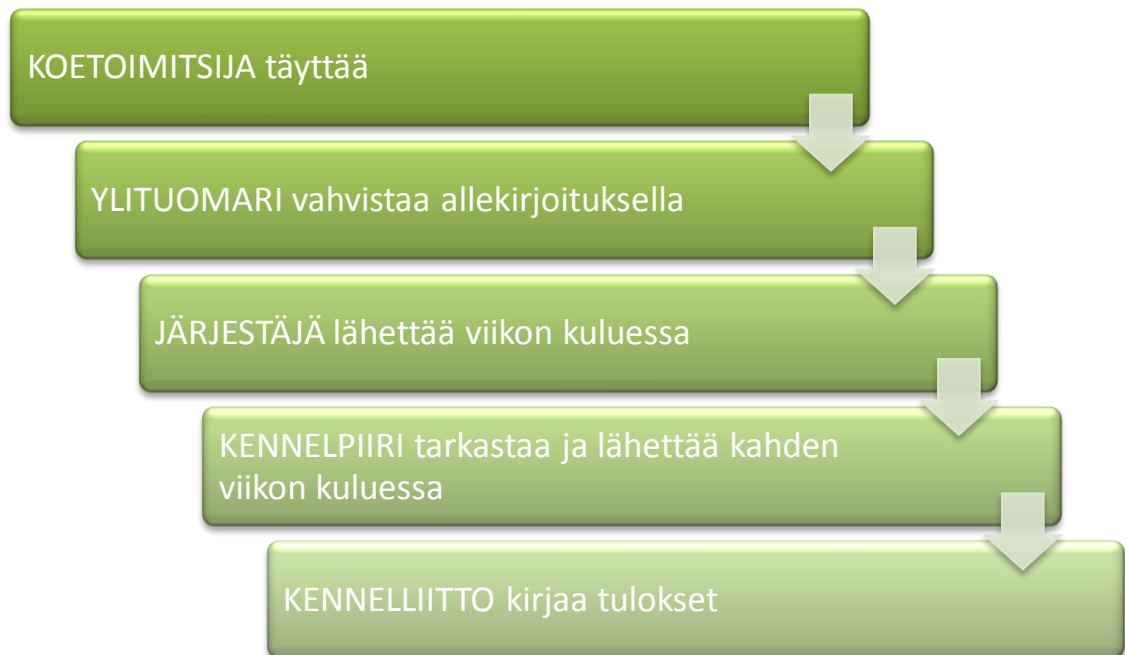 KOETOIMITSIJA täyttää
YLITUOMARI vahvistaa allekirjoituksella
JÄRJESTÄJÄ lähettää viikon kuluessa
KENNELPIIRI tarkastaa ja lähettää kahden
viikon kuluessa
KENNELLIITTO kirjaa tulokset